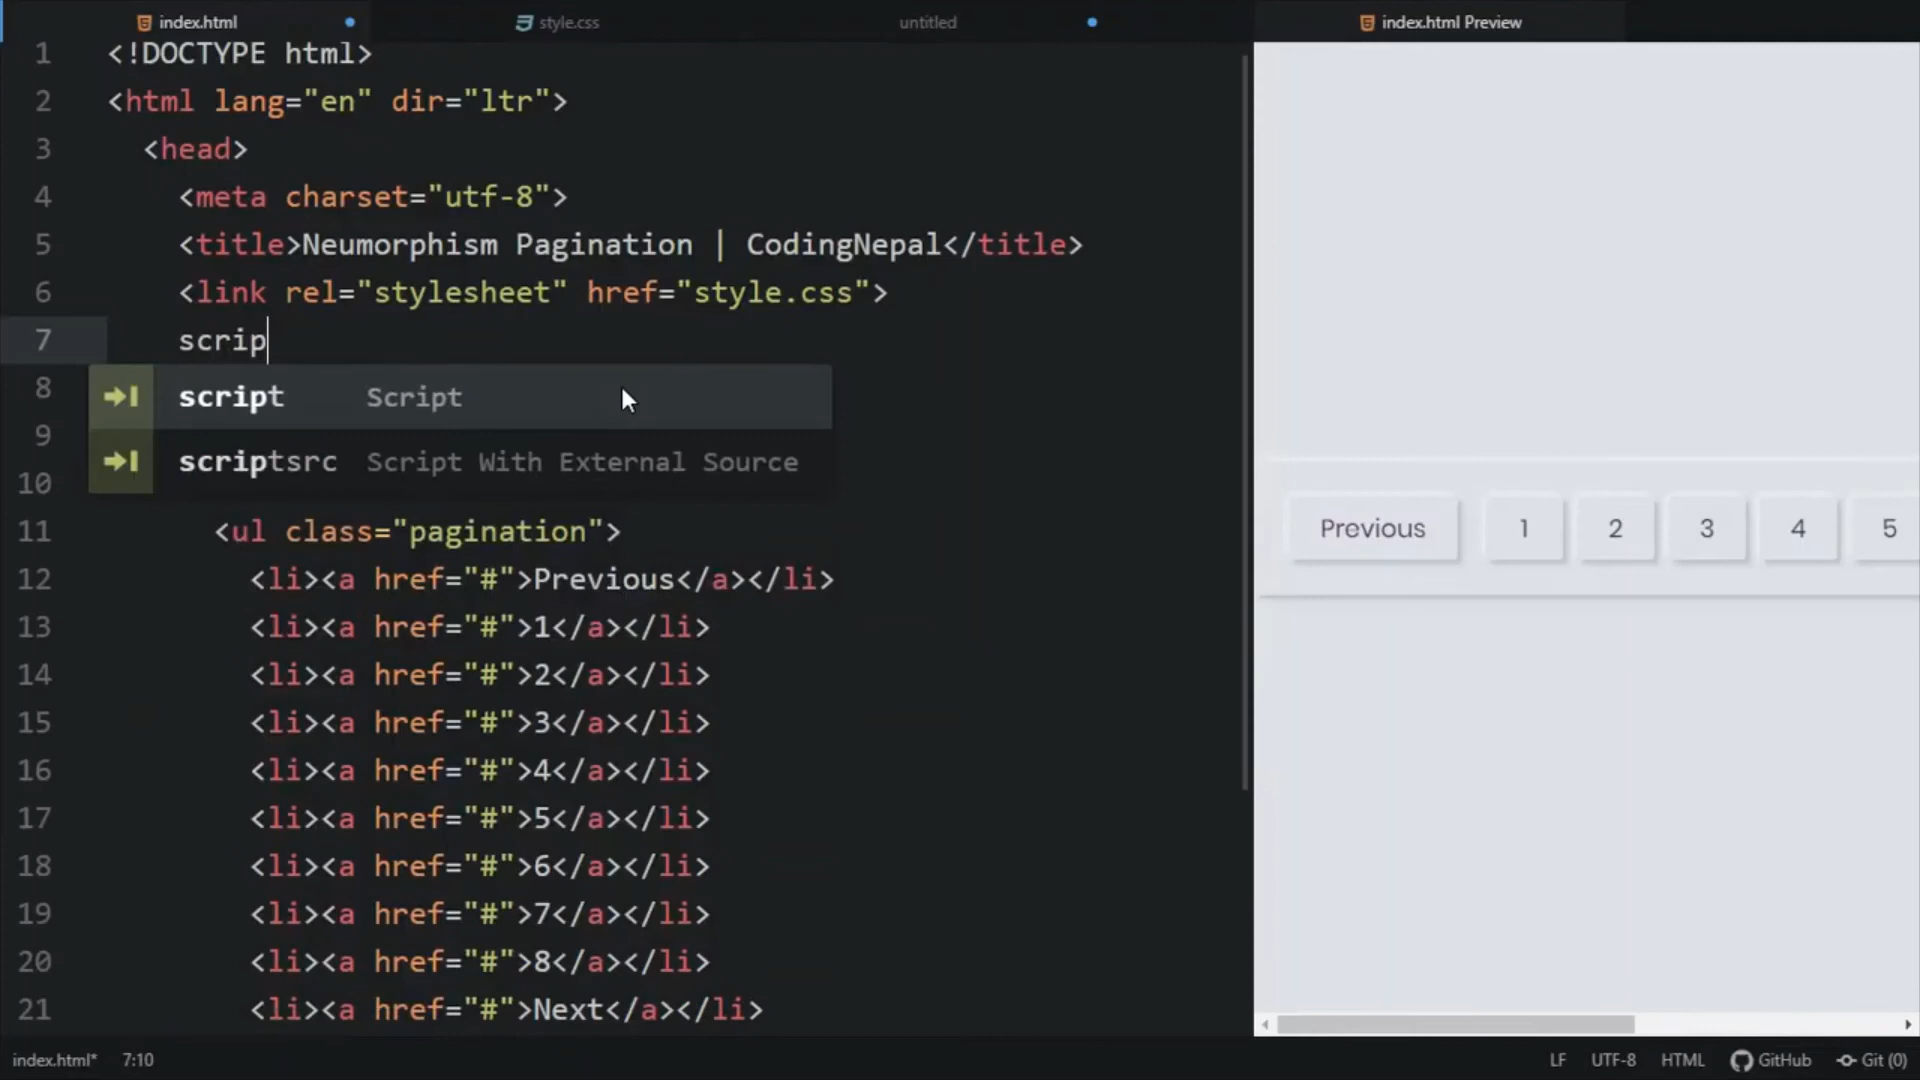 index.html
style.css
untitled
index.html Preview
1 <!DOCTYPE html>
2 <html lang="en" dir="ltr">
3 <head>
4 <meta charset="utf-8">
5 <title>Neumorphism Pagination | CodingNepal</title>
6 <link rel="stylesheet" href="style.css">
7 scrip
8 script Script
9 scriptsrc Script With External Source
10
11 <ul class="pagination">
12 <li><a href="#">Previous</a></li>
13 <li><a href="#">1</a></li>
14 <li><a href="#">2</a></li>
15 <li><a href="#">3</a></li>
16 <li><a href="#">4</a></li>
17 <li><a href="#">5</a></li>
18 <li><a href="#">6</a></li>
19 <li><a href="#">7</a></li>
20 <li><a href="#">8</a></li>
21 <li><a href="#">Next</a></li>
Previous 1 2 3 4 5
index.html* 7:10 LF UTF-8 HTML GitHub Git (0)